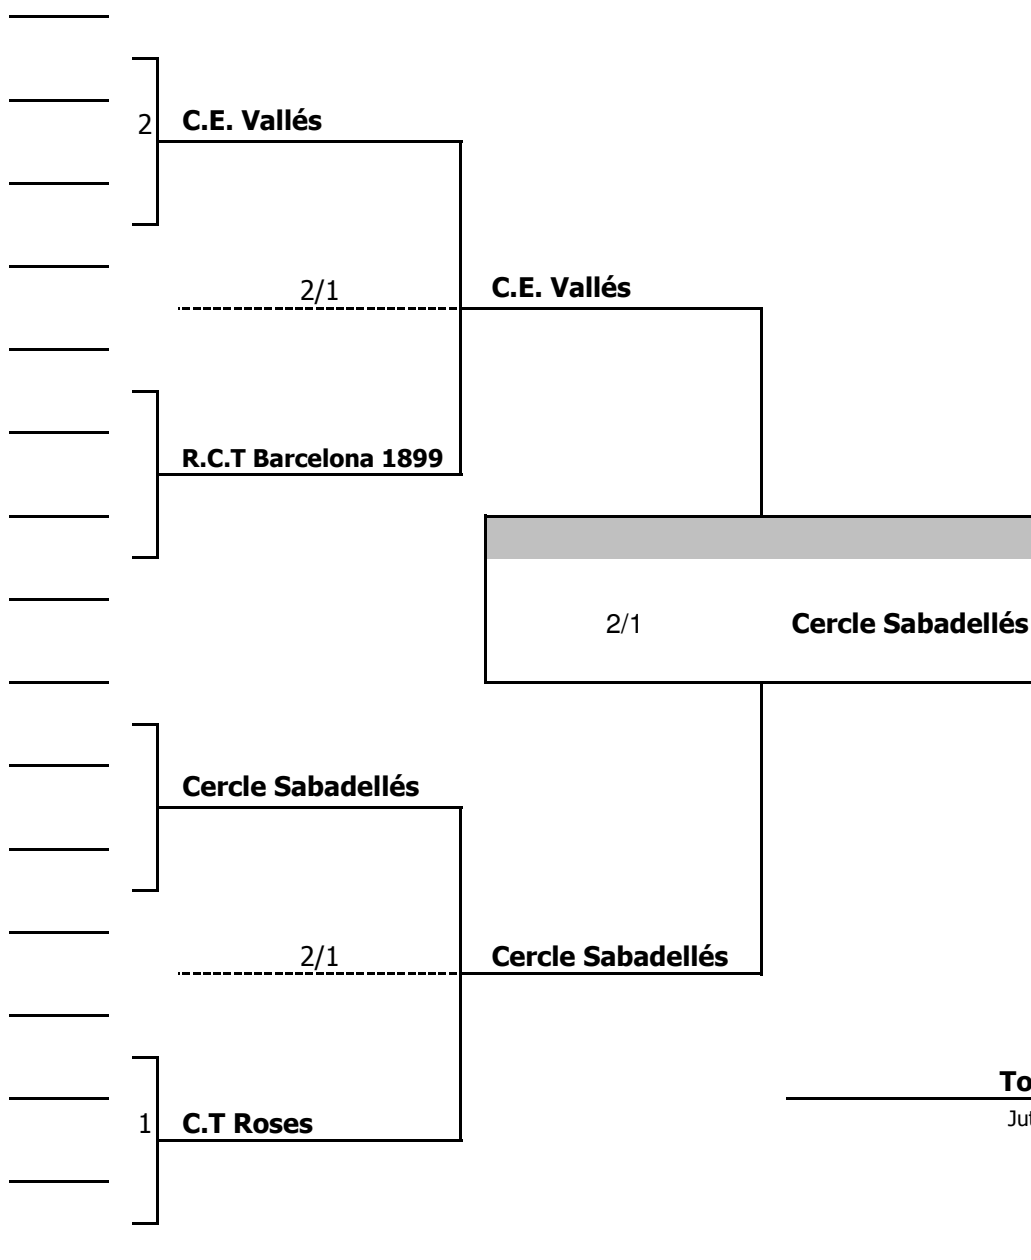 2 C.E. Vallés
2/1 C.E. Vallés
R.C.T Barcelona 1899
2/1 Cercle Sabadellés
Cercle Sabadellés
2/1 Cercle Sabadellés
To
1 C.T Roses